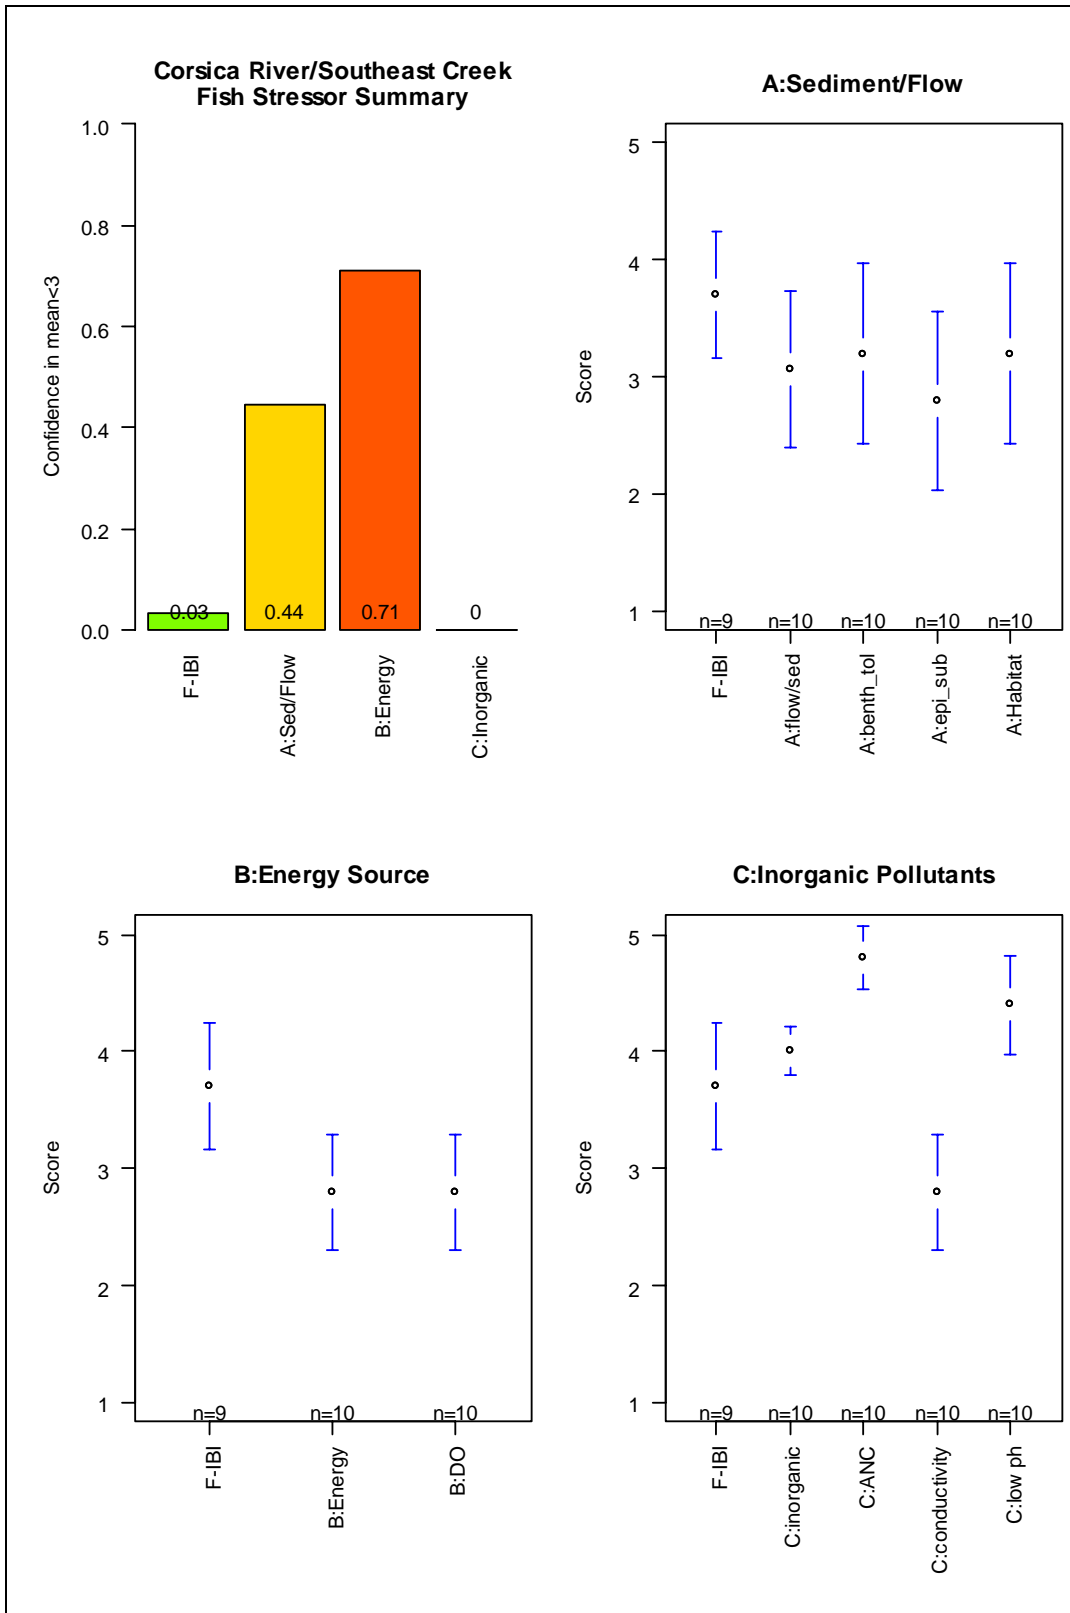 Corsica River/Southeast Creek
Fish Stressor Summary
Confidence in mean<3
1.0
0.8
0.6
0.4
0.2
0.0
0.03
0.44
0.71
0
F-IBI
A:Sed/Flow
B:Energy
C:Inorganic
A:Sediment/Flow
Score
5
4
3
2
1
n=9
n=10
n=10
n=10
n=10
F-IBI
A:flow/sed
A:benth_tol
A:epi_sub
A:Habitat
B:Energy Source
Score
5
4
3
2
1
n=9
n=10
n=10
F-IBI
B:Energy
B:DO
C:Inorganic Pollutants
Score
5
4
3
2
1
n=9
n=10
n=10
n=10
n=10
F-IBI
C:inorganic
C:ANC
C:conductivity
C:low ph